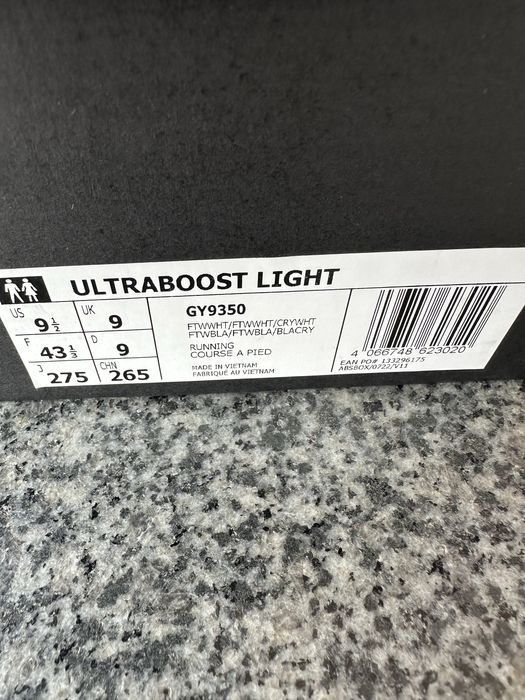 ULTRABOOST LIGHT
US 9 1/2 UK 9
F 43 1/3 D 9
J 275 CHN 265
GY9350
FTWWHT/FTWWHT/CRYWHT
FTWBLA/FTWBLA/BLACRY
RUNNING
COURSE A PIED
MADE IN VIETNAM
FABRIQUÉ AU VIETNAM
4 066748 623020
EAN PO# 133296175
ABSBOX/0722/V11